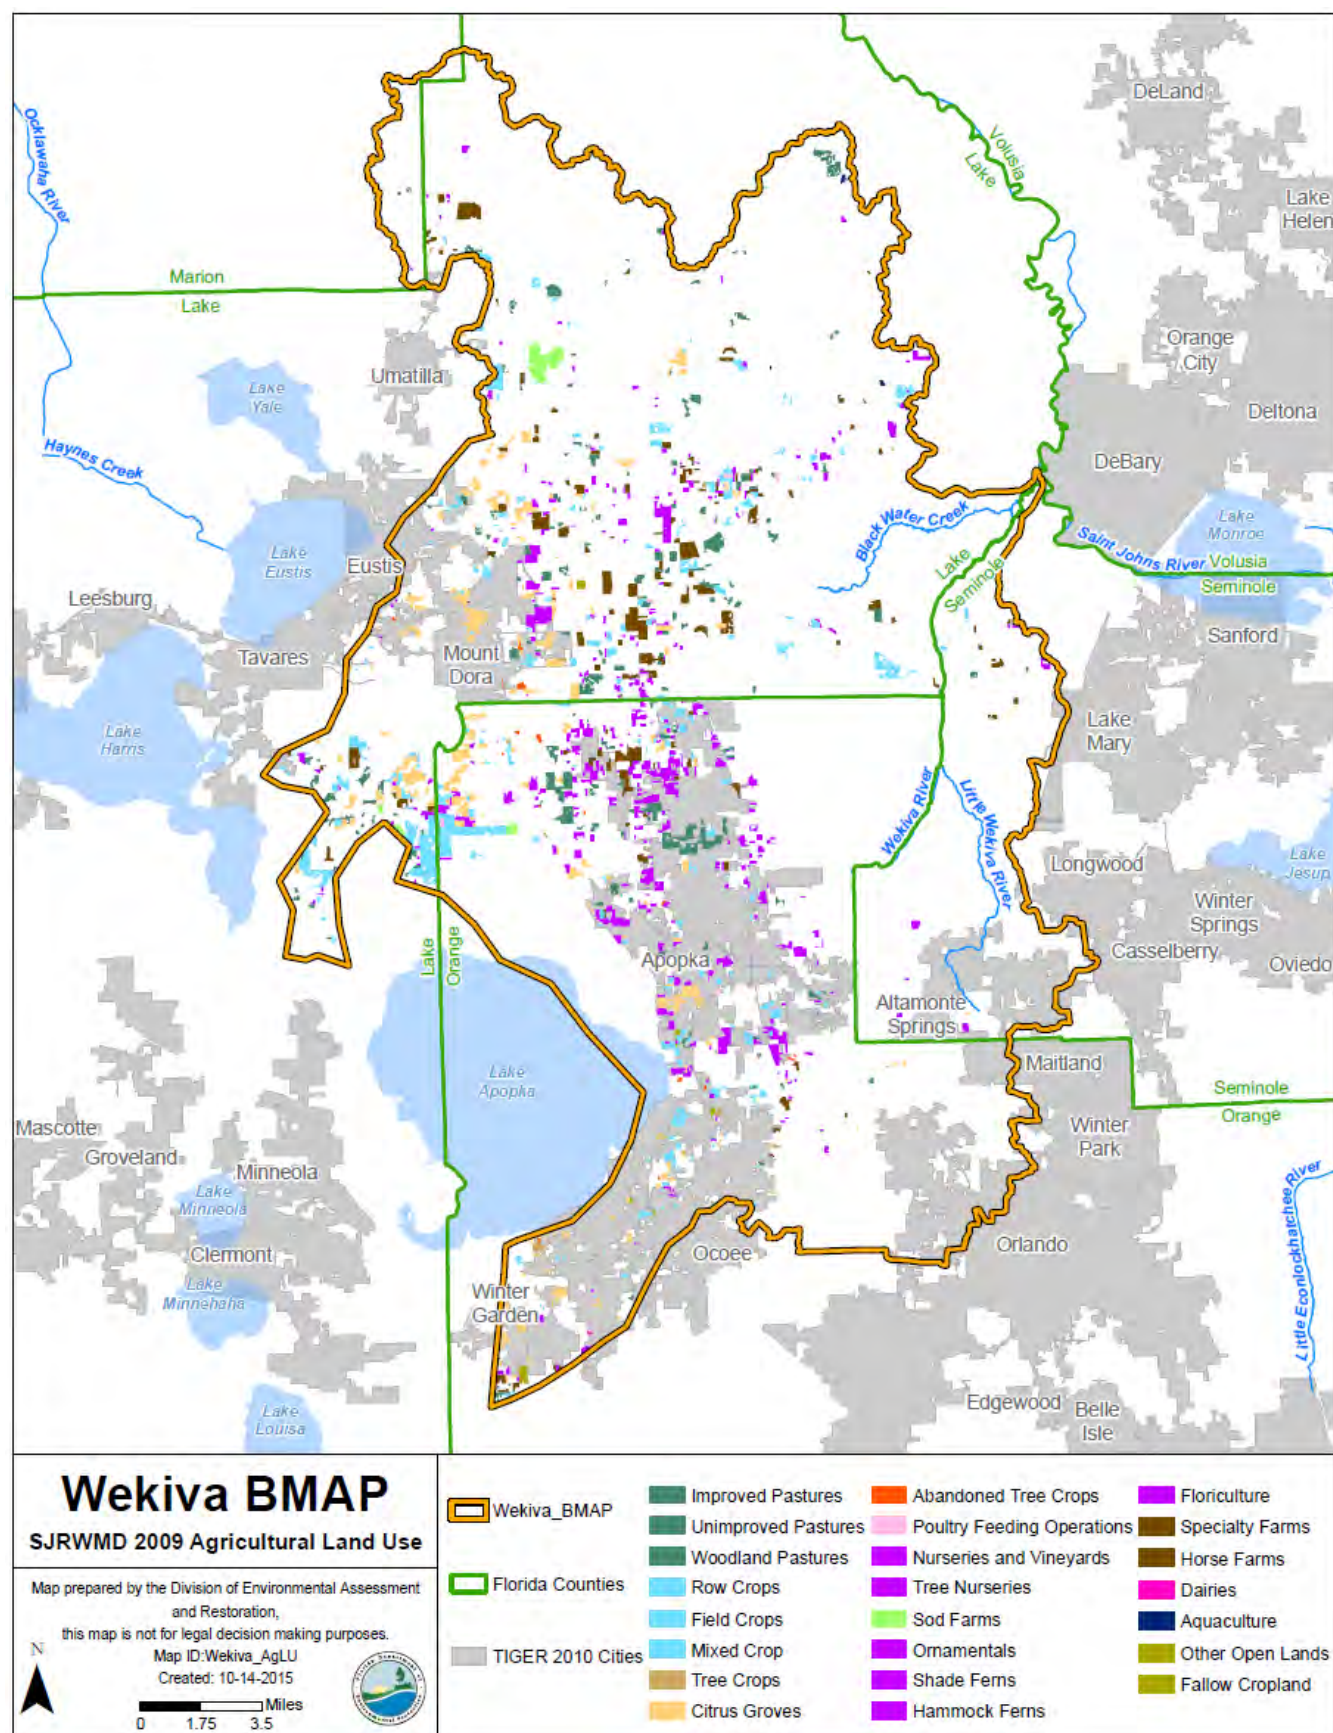 DeLand
Ocklawaha River
Volusia
Lake
Lake
Helen
Marion
Lake
Orange
City
Umatilla
Lake
Yale
Deltona
Haynes Creek
DeBary
Black Water Creek
Lake
Monroe
Lake
Seminole
Saint Johns River
Volusia
Seminole
Lake
Eustis
Eustis
Leesburg
Sanford
Tavares
Mount
Dora
Lake
Harris
Lake
Mary
Wekiva River
Little Wekiva River
Longwood
Lake
Jesup
Winter
Springs
Lake
Orange
Apopka
Casselberry
Oviedo
Altamonte
Springs
Maitland
Lake
Apopka
Seminole
Orange
Mascotte
Groveland
Minneola
Winter
Park
Lake
Minneola
Little Econlockhatchee River
Clermont
Ocoee
Orlando
Lake
Minnehaha
Winter
Garden
Edgewood
Belle
Isle
Lake
Louisa
Wekiva BMAP
SJRWMD 2009 Agricultural Land Use
Map prepared by the Division of Environmental Assessment
and Restoration,
this map is not for legal decision making purposes.
Map ID:Wekiva_AgLU
Created: 10-14-2015
N
Miles
0 1.75 3.5
Wekiva_BMAP
Florida Counties
TIGER 2010 Cities
Improved Pastures
Unimproved Pastures
Woodland Pastures
Row Crops
Field Crops
Mixed Crop
Tree Crops
Citrus Groves
Abandoned Tree Crops
Poultry Feeding Operations
Nurseries and Vineyards
Tree Nurseries
Sod Farms
Ornamentals
Shade Ferns
Hammock Ferns
Floriculture
Specialty Farms
Horse Farms
Dairies
Aquaculture
Other Open Lands
Fallow Cropland